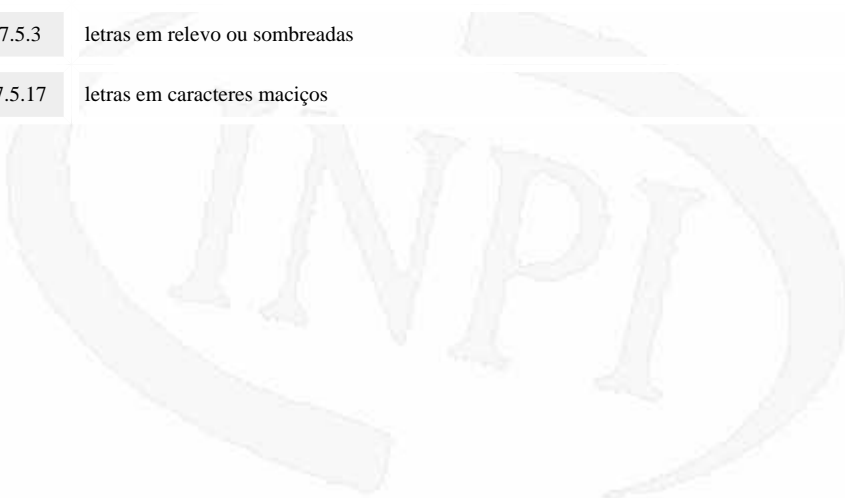 7.5.3 letras em relevo ou sombreadas
7.5.17 letras em caracteres maciços
INPI